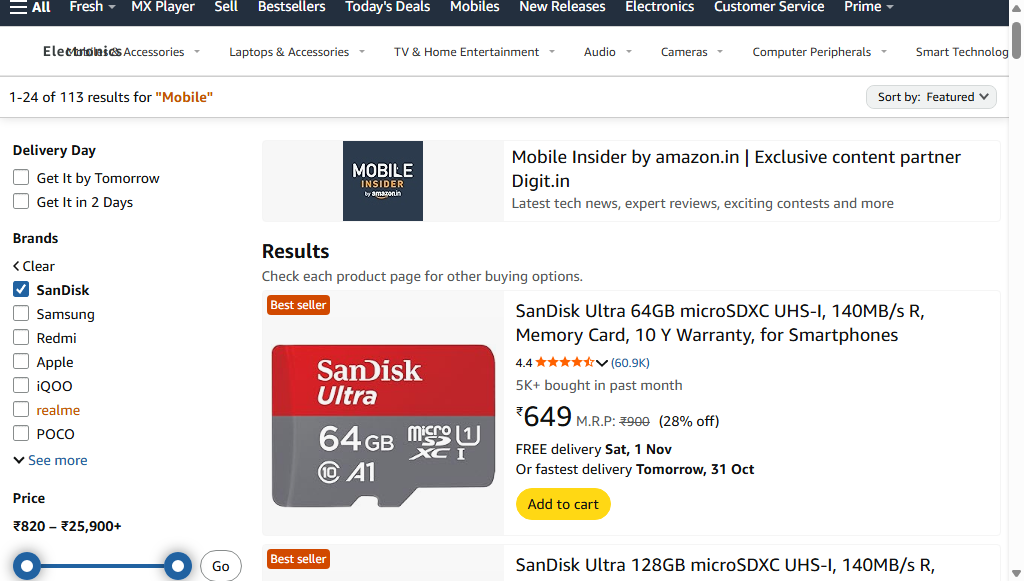 All Fresh MX Player Sell Bestsellers Today's Deals Mobiles New Releases Electronics Customer Service Prime
Electronics Mobiles & Accessories Laptops & Accessories TV & Home Entertainment Audio Cameras Computer Peripherals Smart Technolog
1-24 of 113 results for "Mobile"
Sort by: Featured
Delivery Day
Get It by Tomorrow
Get It in 2 Days
Brands
Clear
SanDisk
Samsung
Redmi
Apple
iQOO
realme
POCO
See more
Price
₹820 – ₹25,900+
Go
MOBILE
INSIDER
by amazon.in
Mobile Insider by amazon.in | Exclusive content partner
Digit.in
Latest tech news, expert reviews, exciting contests and more
Results
Check each product page for other buying options.
Best seller
SanDisk
Ultra
64 GB micro SD XC I U1
10 A1
SanDisk Ultra 64GB microSDXC UHS-I, 140MB/s R,
Memory Card, 10 Y Warranty, for Smartphones
4.4 (60.9K)
5K+ bought in past month
₹649 M.R.P: ₹900 (28% off)
FREE delivery Sat, 1 Nov
Or fastest delivery Tomorrow, 31 Oct
Add to cart
Best seller
SanDisk Ultra 128GB microSDXC UHS-I, 140MB/s R,